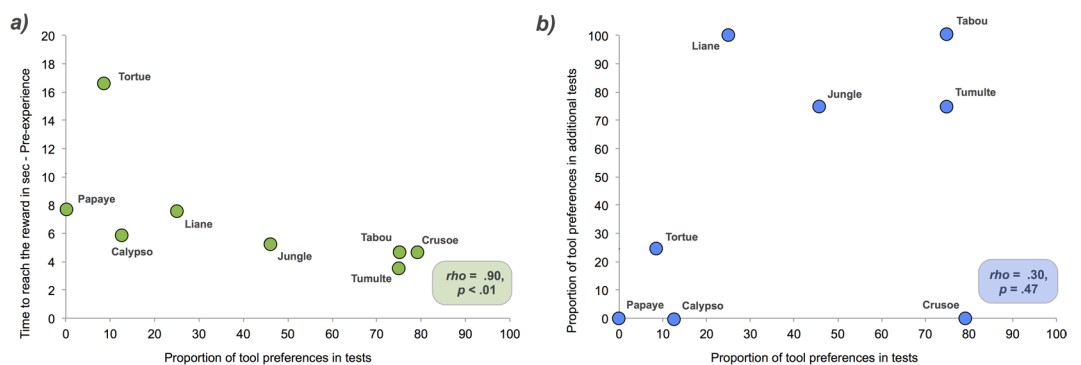 a)
Time to reach the reward in sec - Pre-experience
20
18
16
14
12
10
8
6
4
2
0
Tortue
Papaye
Calypso
Liane
Jungle
Tabou
Crusoe
Tumulte
rho = .90,
p < .01
0 10 20 30 40 50 60 70 80 90 100
Proportion of tool preferences in tests
b)
Proportion of tool preferences in additional tests
100
90
80
70
60
50
40
30
20
10
0
Liane
Tabou
Jungle
Tumulte
Tortue
Papaye
Calypso
Crusoe
rho = .30,
p = .47
0 10 20 30 40 50 60 70 80 90 100
Proportion of tool preferences in tests